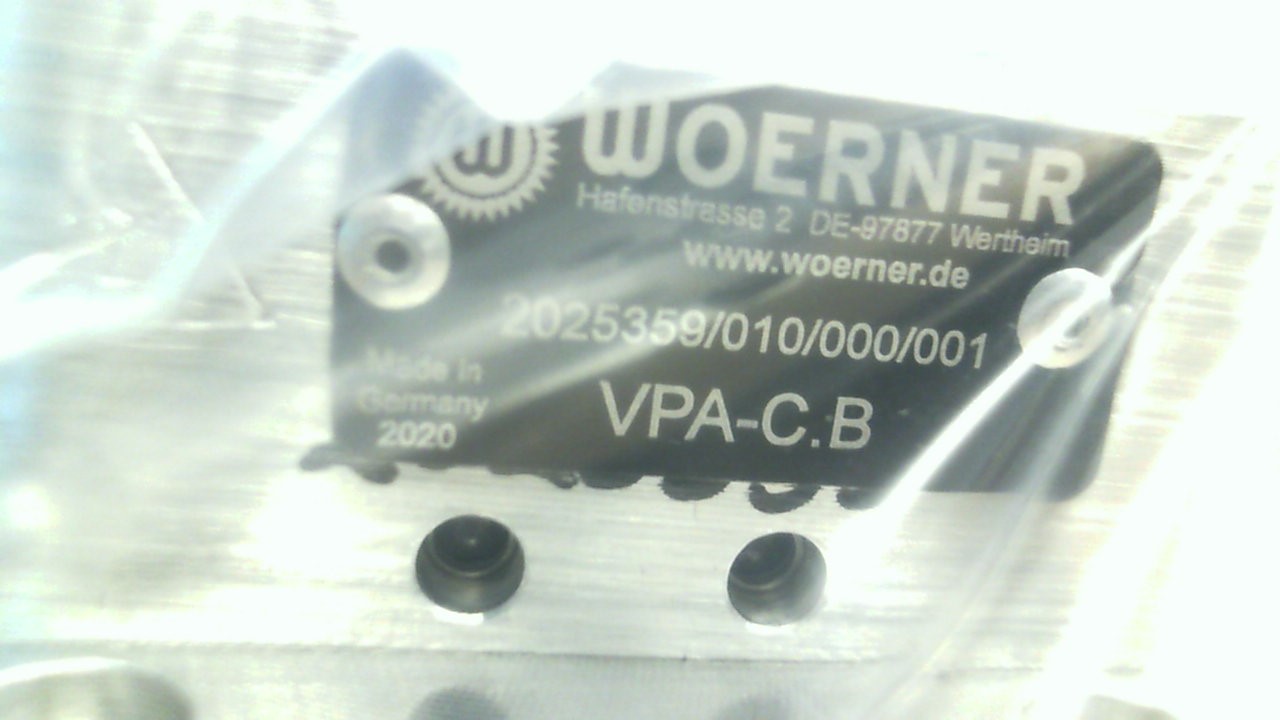 W WOERNER
Hafenstrasse 2 DE-97877 Wertheim
www.woerner.de
2025359/010/000/001
Made in
Germany
2020
VPA-C.B